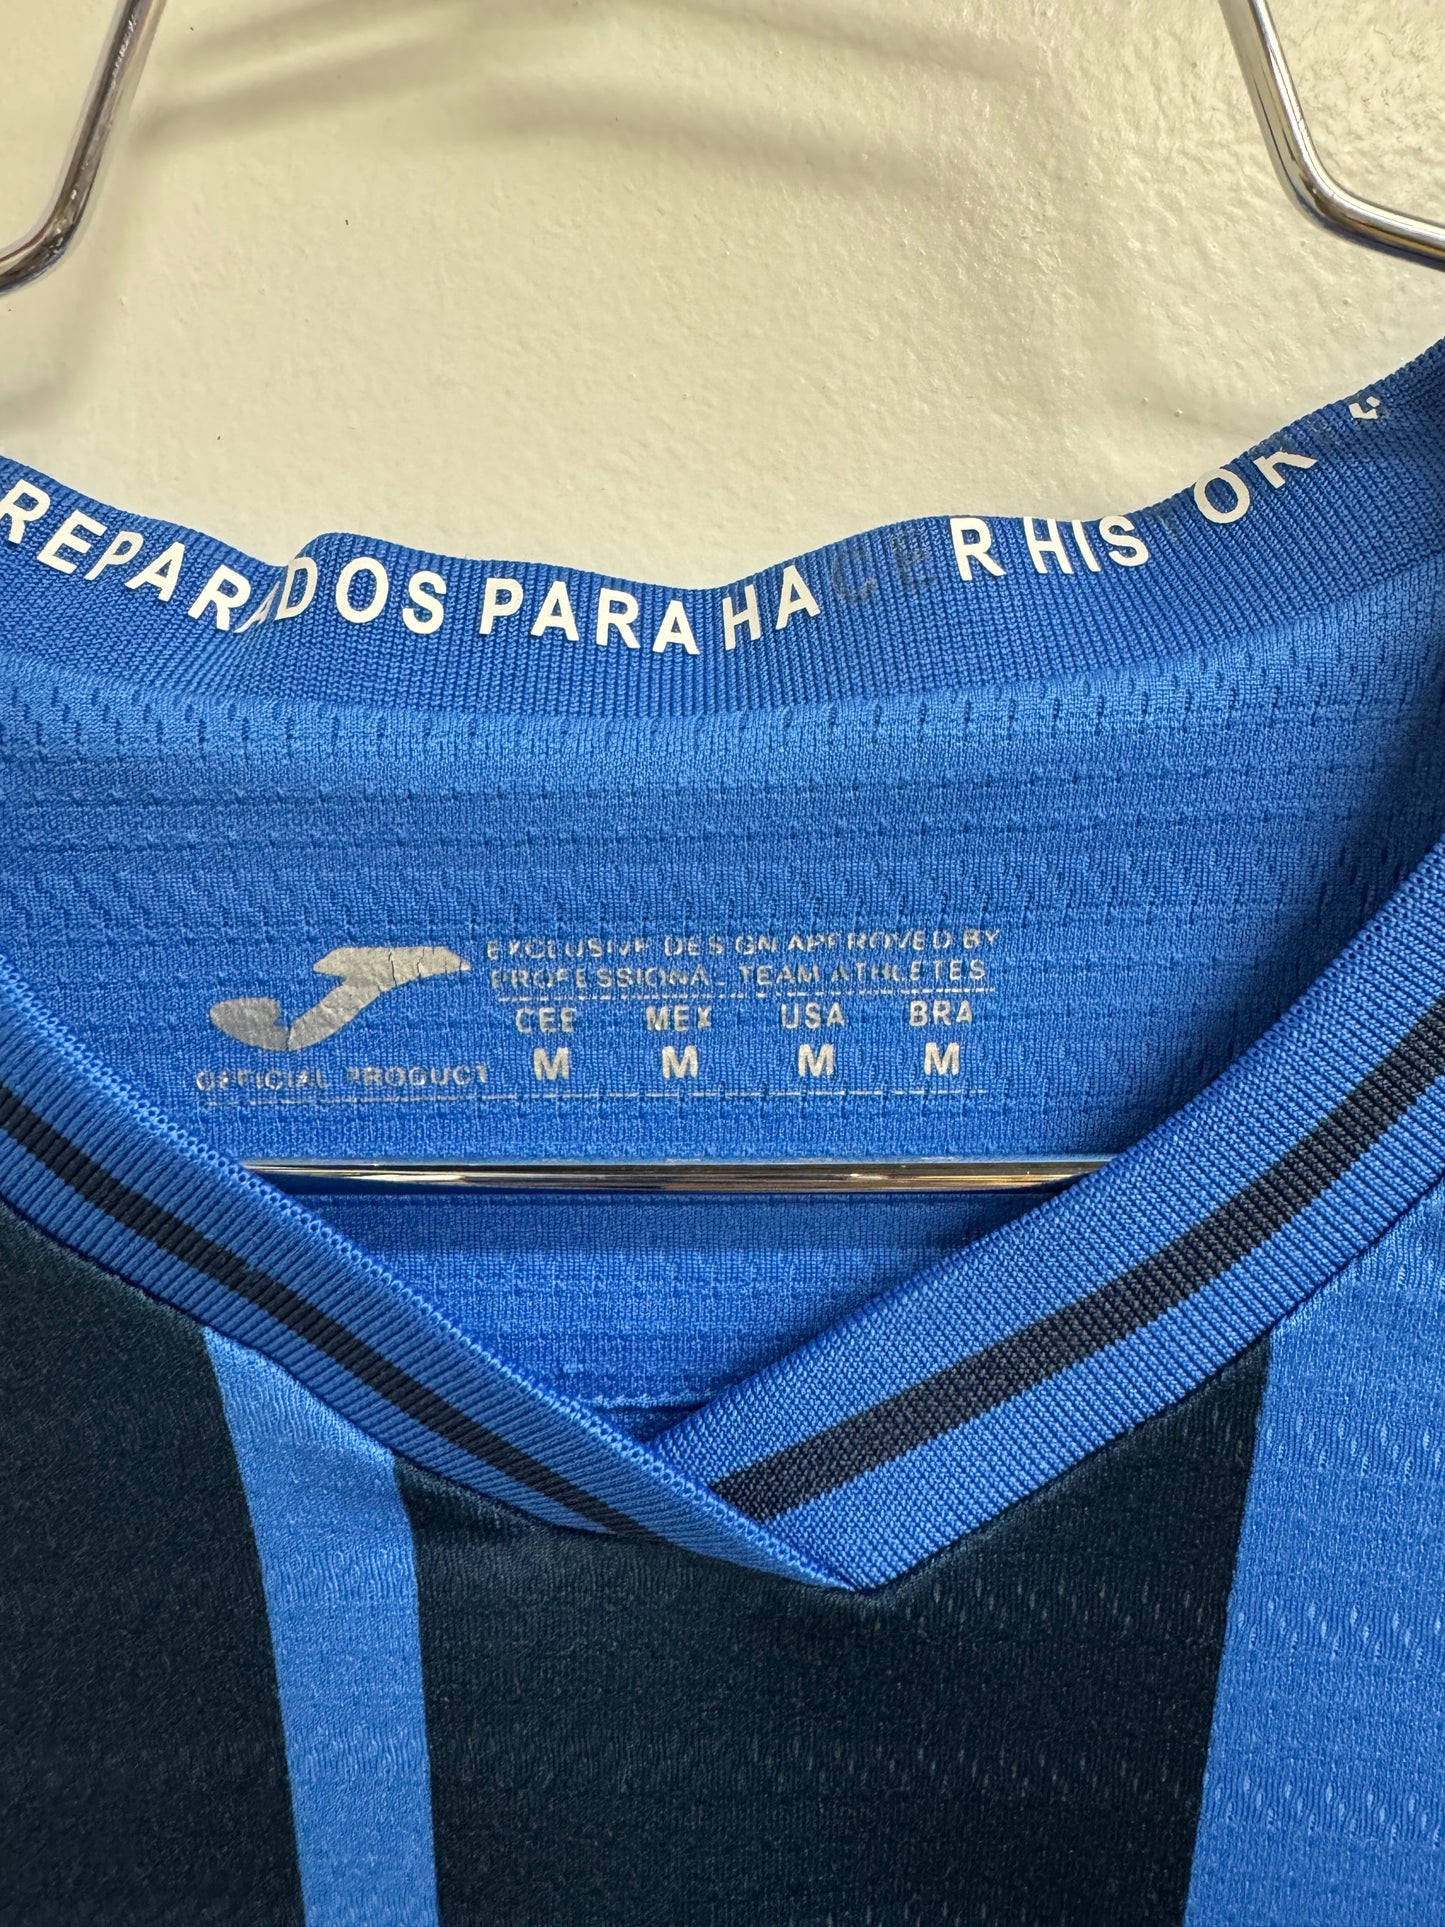 REPARADOS PARA HACER HISTOR
EXCLUSIVE DESIGN APPROVED BY
PROFESSIONAL TEAM ATHLETES
CEE MEX USA BRA
M M M M
OFFICIAL PRODUCT